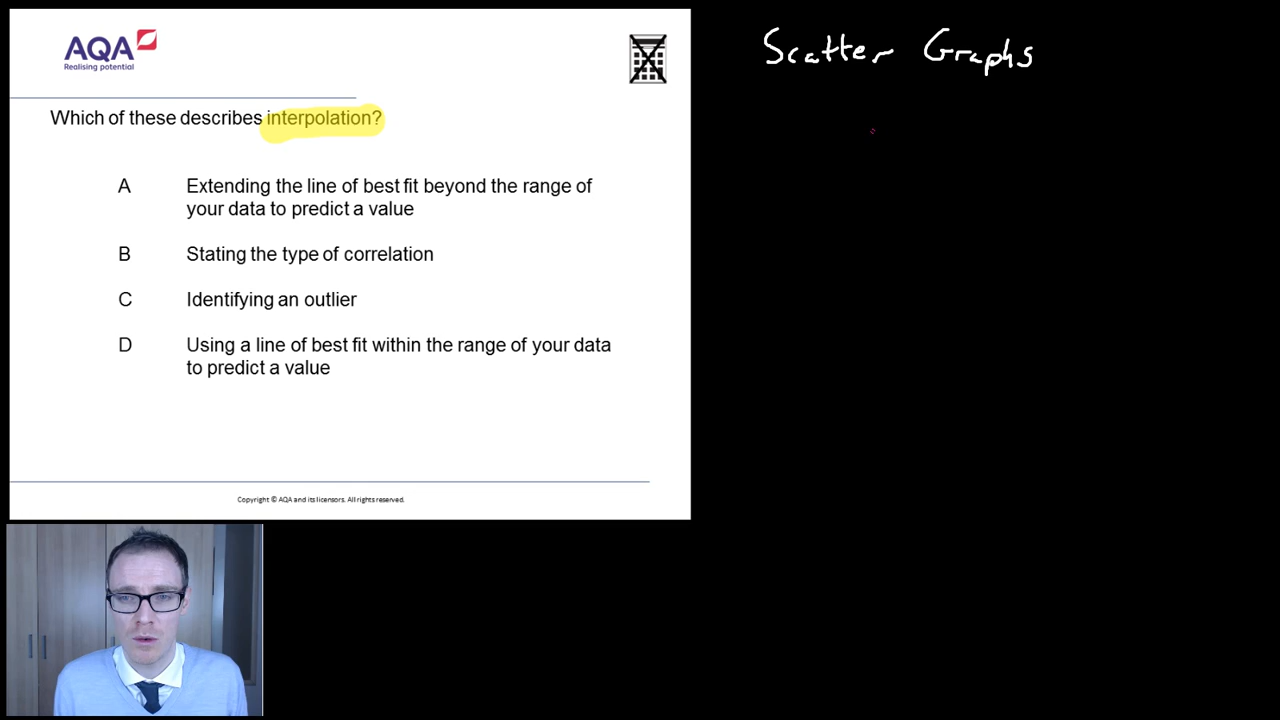 AQA
Realising potential
Scatter Graphs
Which of these describes interpolation?
A Extending the line of best fit beyond the range of
your data to predict a value
B Stating the type of correlation
C Identifying an outlier
D Using a line of best fit within the range of your data
to predict a value
Copyright © AQA and its licensors. All rights reserved.